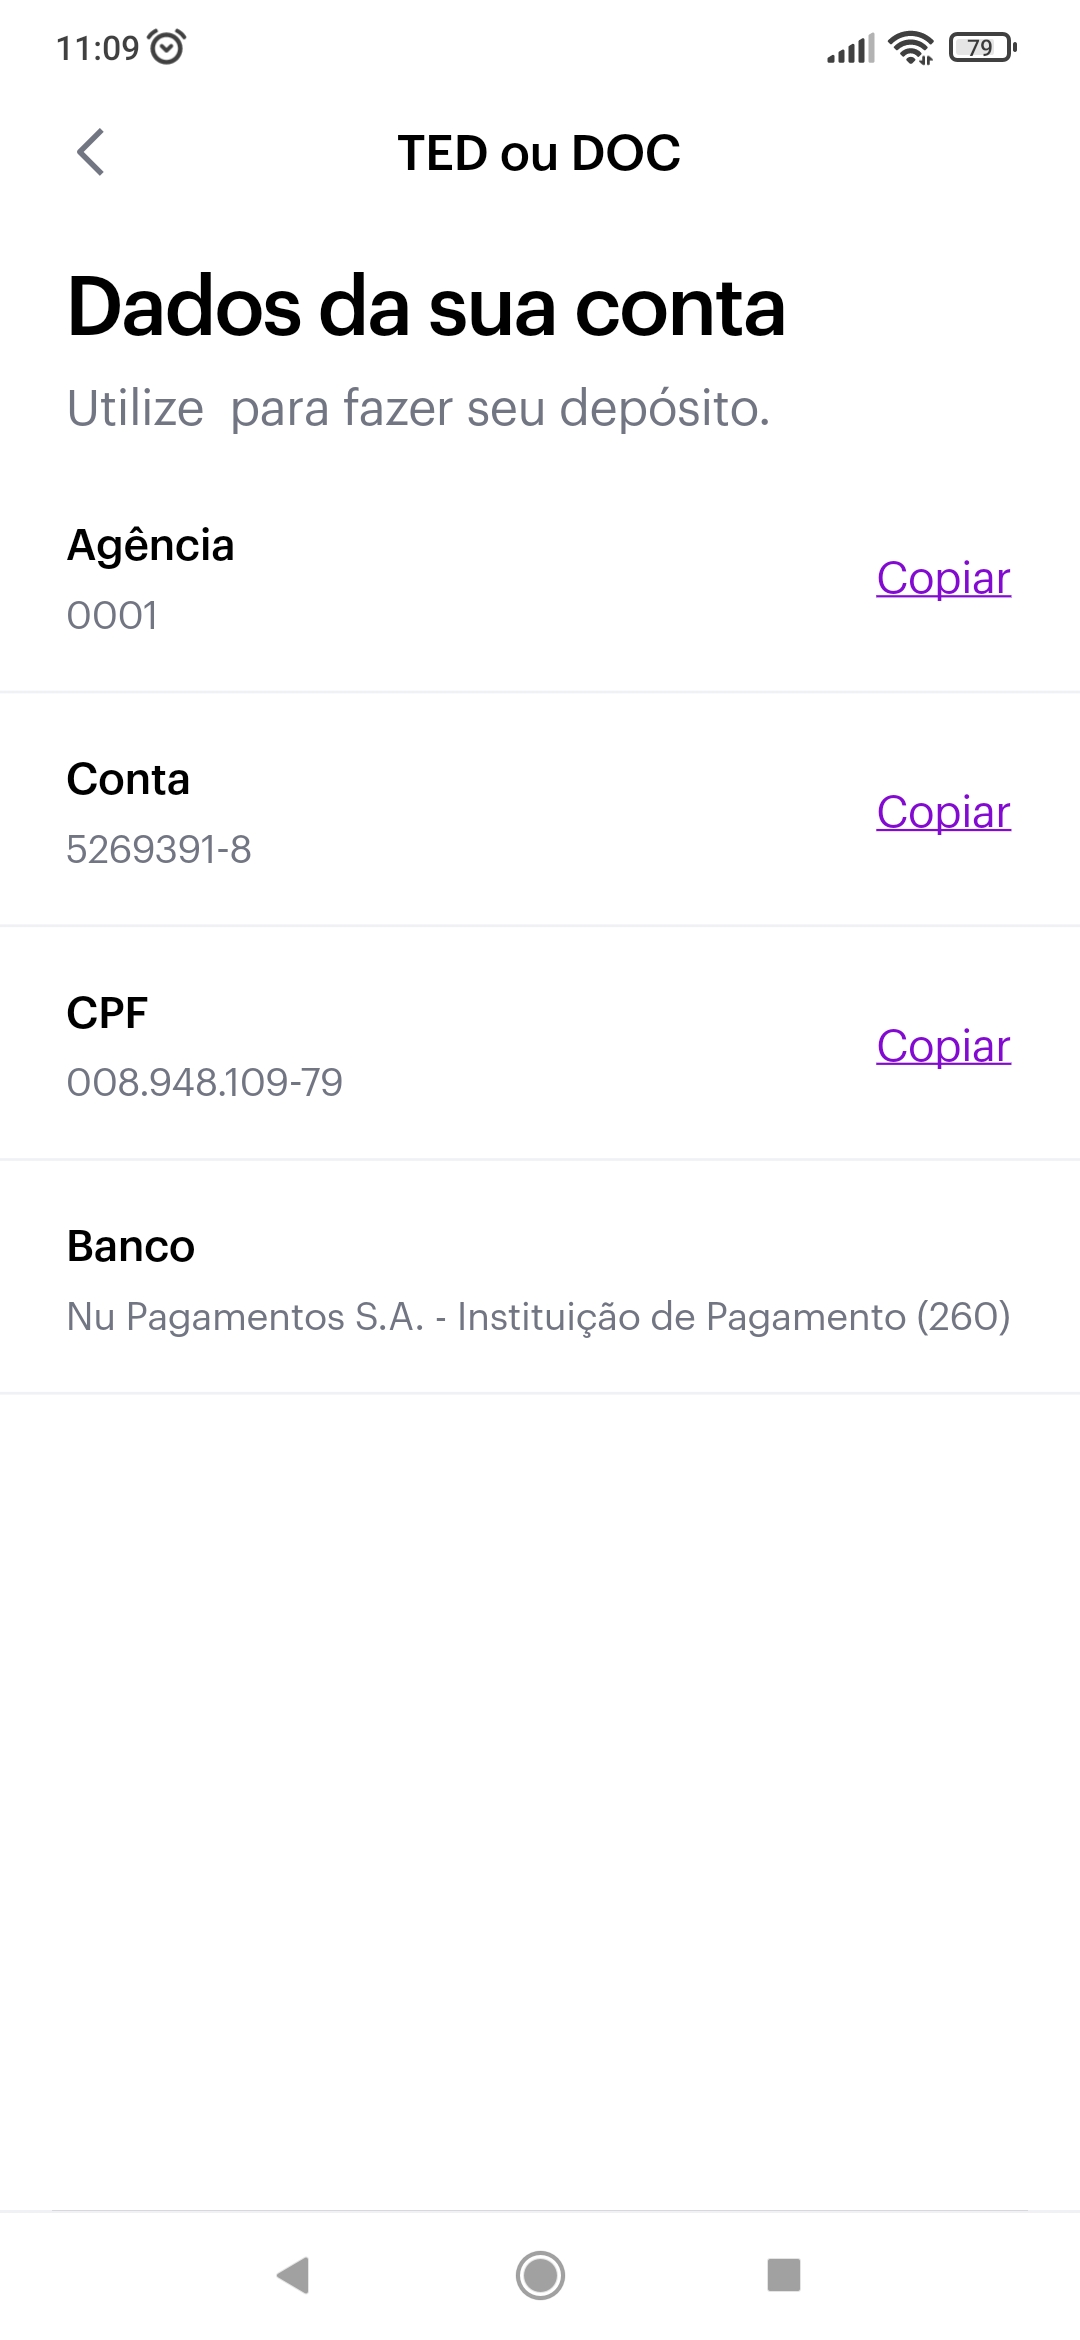 11:09
79
TED ou DOC
Dados da sua conta
Utilize  para fazer seu depósito.
Agência
0001
Copiar
Conta
5269391-8
Copiar
CPF
008.948.109-79
Copiar
Banco
Nu Pagamentos S.A. - Instituição de Pagamento (260)